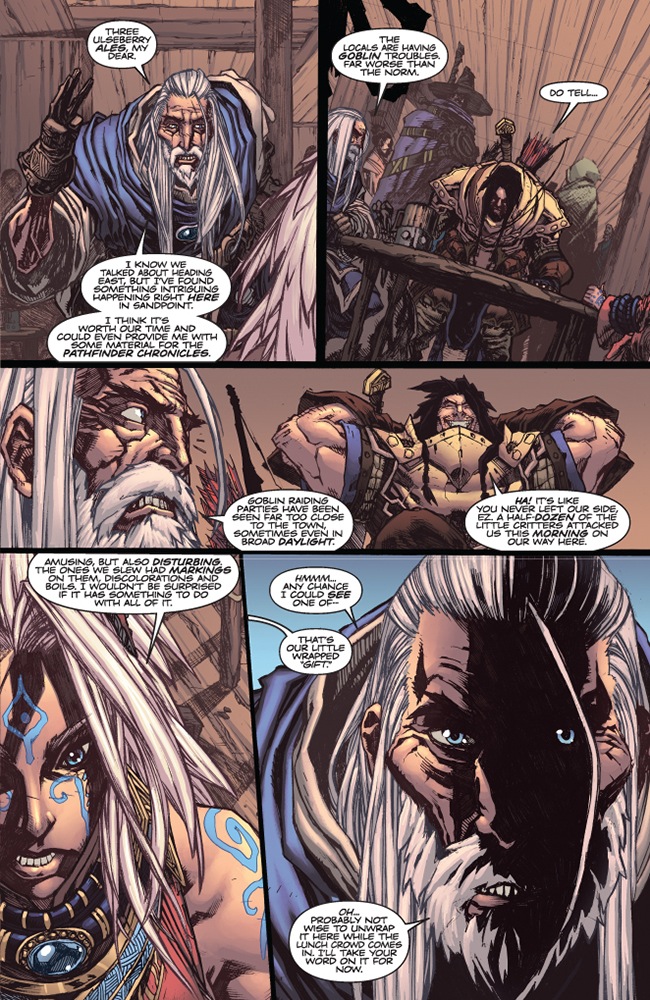 THREE
ULSEBERRY
ALES, MY
DEAR.
I KNOW WE
TALKED ABOUT HEADING
EAST, BUT I'VE FOUND
SOMETHING INTRIGUING
HAPPENING RIGHT HERE
IN SANDPOINT.
I THINK IT'S
WORTH OUR TIME AND
COULD EVEN PROVIDE ME WITH
SOME MATERIAL FOR THE
PATHFINDER CHRONICLES.
THE
LOCALS ARE HAVING
GOBLIN TROUBLES.
FAR WORSE THAN
THE NORM.
DO TELL...
GOBLIN RAIDING
PARTIES HAVE BEEN
SEEN FAR TOO CLOSE
TO THE TOWN,
SOMETIMES EVEN IN
BROAD DAYLIGHT.
HA! IT'S LIKE
YOU NEVER LEFT OUR SIDE,
EZ. A HALF-DOZEN OF THE
LITTLE CRITTERS ATTACKED
US THIS MORNING ON
OUR WAY HERE.
AMUSING, BUT ALSO DISTURBING.
THE ONES WE SLEW HAD MARKINGS
ON THEM, DISCOLORATIONS AND
BOILS. I WOULDN'T BE SURPRISED
IF IT HAS SOMETHING TO DO
WITH ALL OF IT.
HMMM...
ANY CHANCE
I COULD SEE
ONE OF--
THAT'S
OUR LITTLE
WRAPPED
"GIFT."
OH...
PROBABLY NOT
WISE TO UNWRAP
IT HERE WHILE THE
LUNCH CROWD COMES
IN. I'LL TAKE YOUR
WORD ON IT FOR
NOW.